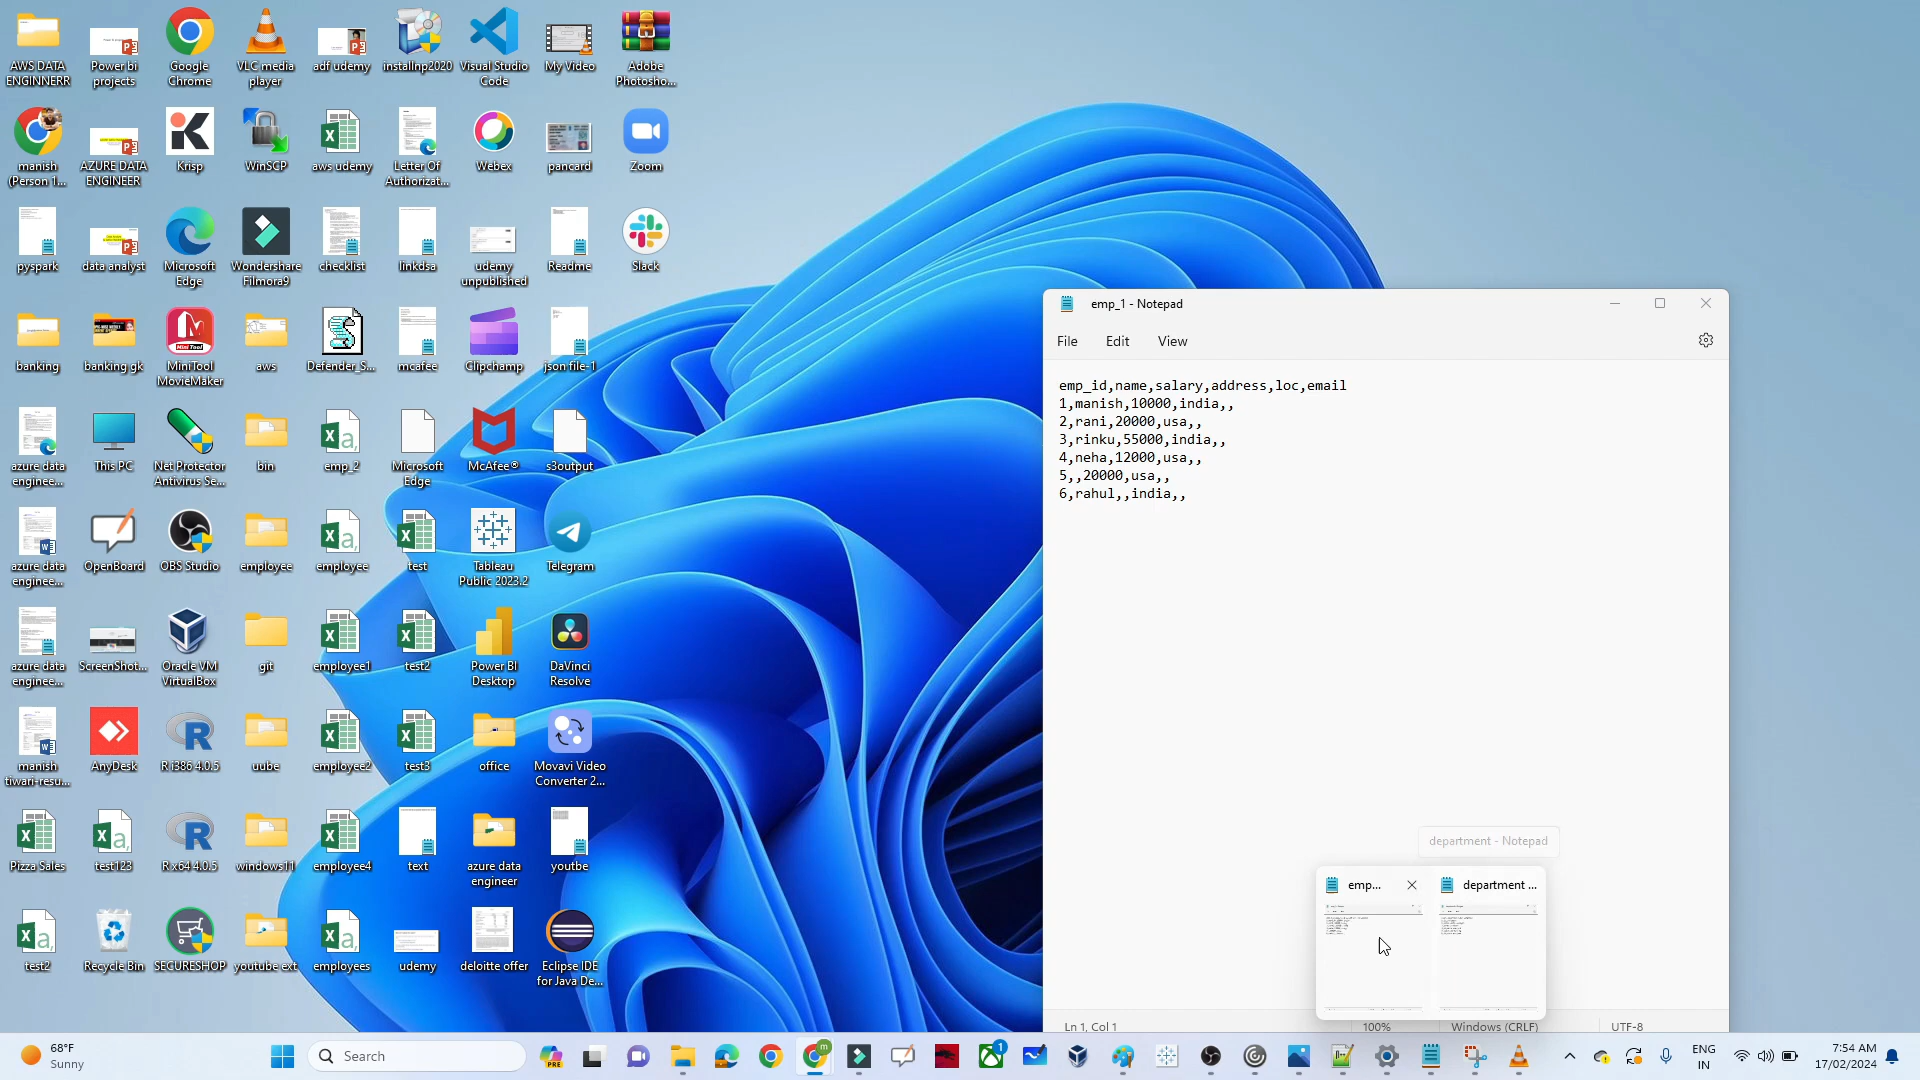 AWS DATA
ENGINNERR
Power bi
projects
Google
Chrome
VLC media
player
adf udemy
installnp2020
Visual Studio
Code
My Video
Adobe
Photosho...
manish
(Person 1...
AZURE DATA
ENGINEER
Krisp
WinSCP
aws udemy
Letter Of
Authorizat...
Webex
pancard
Zoom
pyspark
data analyst
Microsoft
Edge
Wondershare
Filmora9
checklist
linkdsa
udemy
unpublished
Readme
Slack
banking
banking gk
MiniTool
MovieMaker
aws
Defender_S...
mcafee
Clipchamp
json file-1
azure data
enginee...
This PC
Net Protector
Antivirus Se...
bin
emp_2
Microsoft
Edge
McAfee®
s3output
azure data
enginee...
OpenBoard
OBS Studio
employee
employee
test
Tableau
Public 2023.2
Telegram
azure data
enginee...
ScreenShot...
Oracle VM
VirtualBox
git
employee1
test2
Power BI
Desktop
DaVinci
Resolve
manish
tiwari-resu...
AnyDesk
R i386 4.0.5
uube
employee2
test3
office
Movavi Video
Converter 2...
Pizza Sales
test123
R x64 4.0.5
windows11
employee4
text
azure data
engineer
youtbe
test2
Recycle Bin
SECURESHOP
youtube ext
employees
udemy
deloitte offer
Eclipse IDE
for Java De...
emp_1 - Notepad
File Edit View
emp_id,name,salary,address,loc,email
1,manish,10000,india,,
2,rani,20000,usa,,
3,rinku,55000,india,,
4,neha,12000,usa,,
5,,20000,usa,,
6,rahul,,india,,
department - Notepad
emp...
department ...
Ln 1, Col 1
100%
Windows (CRLF)
UTF-8
68°F
Sunny
Search
PRE
m
1
ENG
IN
7:54 AM
17/02/2024